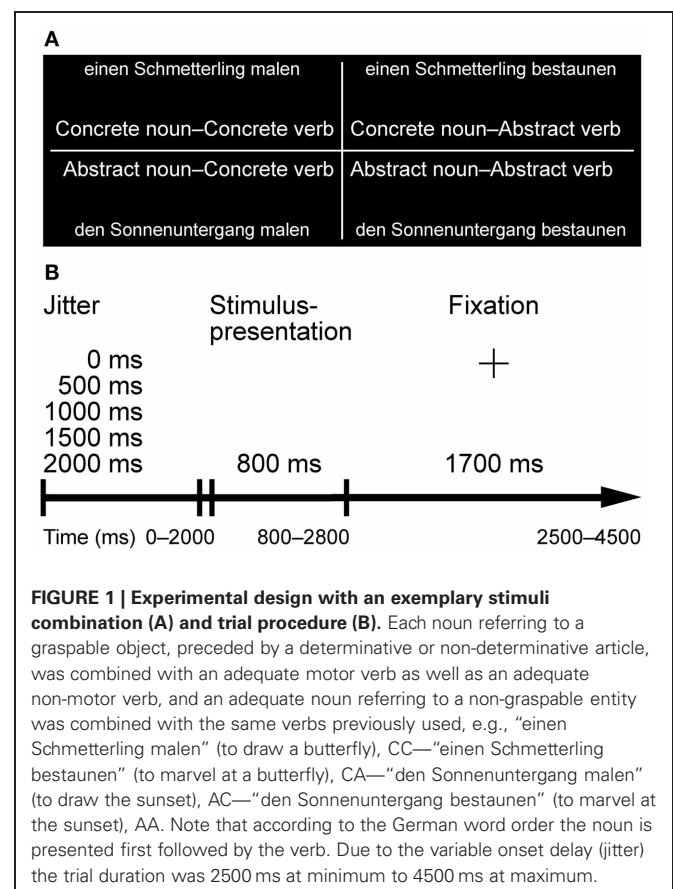 A
einen Schmetterling malen
einen Schmetterling bestaunen
Concrete noun–Concrete verb
Concrete noun–Abstract verb
Abstract noun–Concrete verb
Abstract noun–Abstract verb
den Sonnenuntergang malen
den Sonnenuntergang bestaunen
B
Jitter
Stimulus-
presentation
Fixation
0 ms
500 ms
1000 ms
1500 ms
2000 ms
800 ms
1700 ms
Time (ms) 0–2000
800–2800
2500–4500
FIGURE 1 | Experimental design with an exemplary stimuli
combination (A) and trial procedure (B). Each noun referring to a
graspable object, preceded by a determinative or non-determinative article,
was combined with an adequate motor verb as well as an adequate
non-motor verb, and an adequate noun referring to a non-graspable entity
was combined with the same verbs previously used, e.g., “einen
Schmetterling malen” (to draw a butterfly), CC—“einen Schmetterling
bestaunen” (to marvel at a butterfly), CA—“den Sonnenuntergang malen”
(to draw the sunset), AC—“den Sonnenuntergang bestaunen” (to marvel at
the sunset), AA. Note that according to the German word order the noun is
presented first followed by the verb. Due to the variable onset delay (jitter)
the trial duration was 2500 ms at minimum to 4500 ms at maximum.